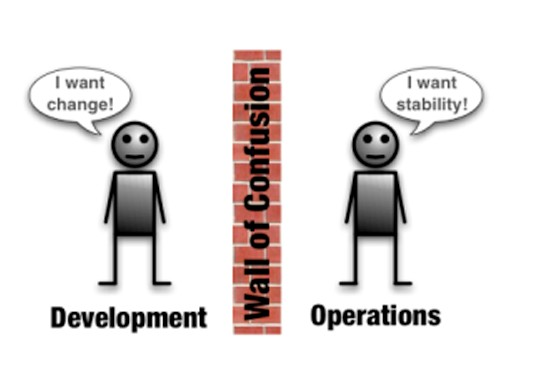 I want
change!
Wall of Confusion
I want
stability!
Development
Operations